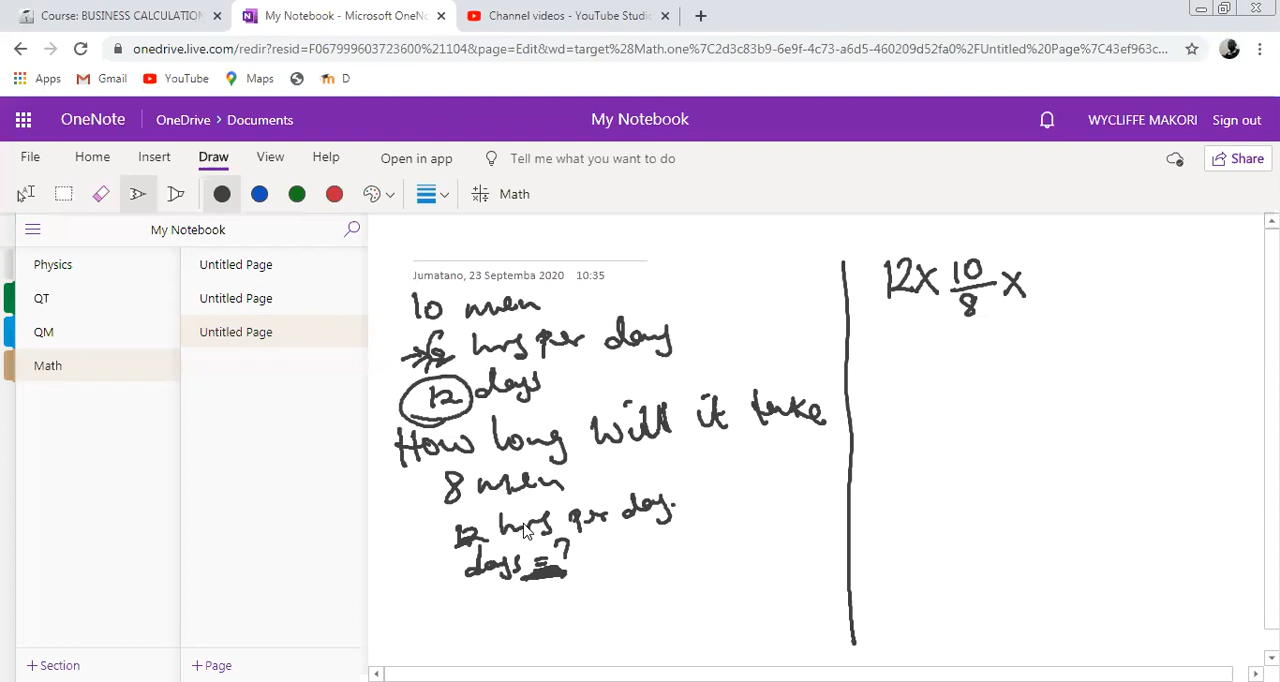 Course: BUSINESS CALCULATION
My Notebook - Microsoft OneNo
Channel videos - YouTube Studio
onedrive.live.com/redir?resid=F067999603723600%21104&page=Edit&wd=target%28Math.one%7C2d3c83b9-6e9f-4c73-a6d5-460209d52fa0%2FUntitled%20Page%7C43ef963c...
Apps Gmail YouTube Maps D
OneNote OneDrive > Documents My Notebook WYCLIFFE MAKORI Sign out
File Home Insert Draw View Help Open in app Tell me what you want to do Share
Math
My Notebook
Physics
QT
QM
Math
Untitled Page
Untitled Page
Untitled Page
+ Section
+ Page
Jumatano, 23 Septemba 2020 10:35
10 men
6 hrs per day
12 days
How long will it take
8 men
12 hrs per day.
days = ?
12 x 10/8 x